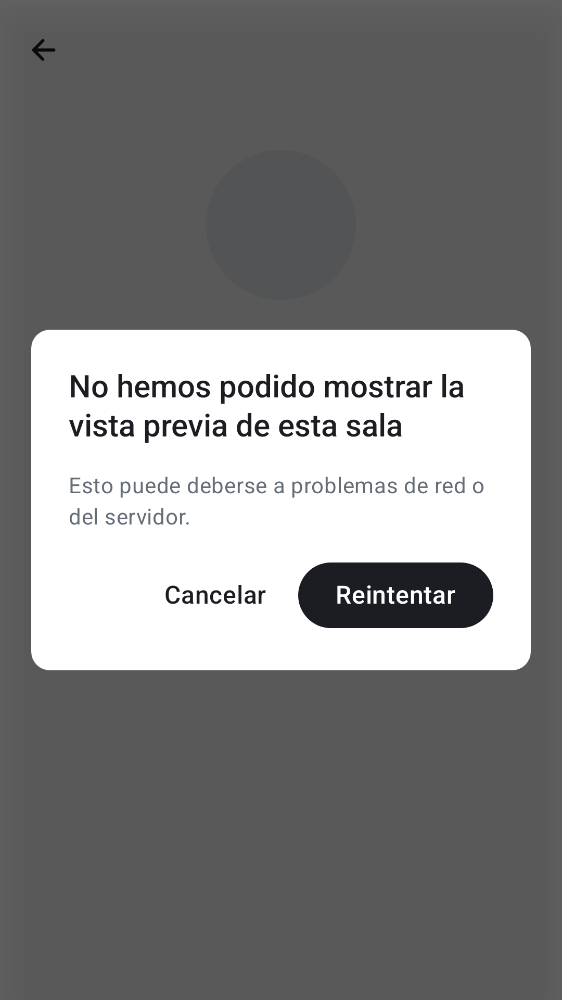 No hemos podido mostrar la
vista previa de esta sala
Esto puede deberse a problemas de red o
del servidor.
Cancelar
Reintentar